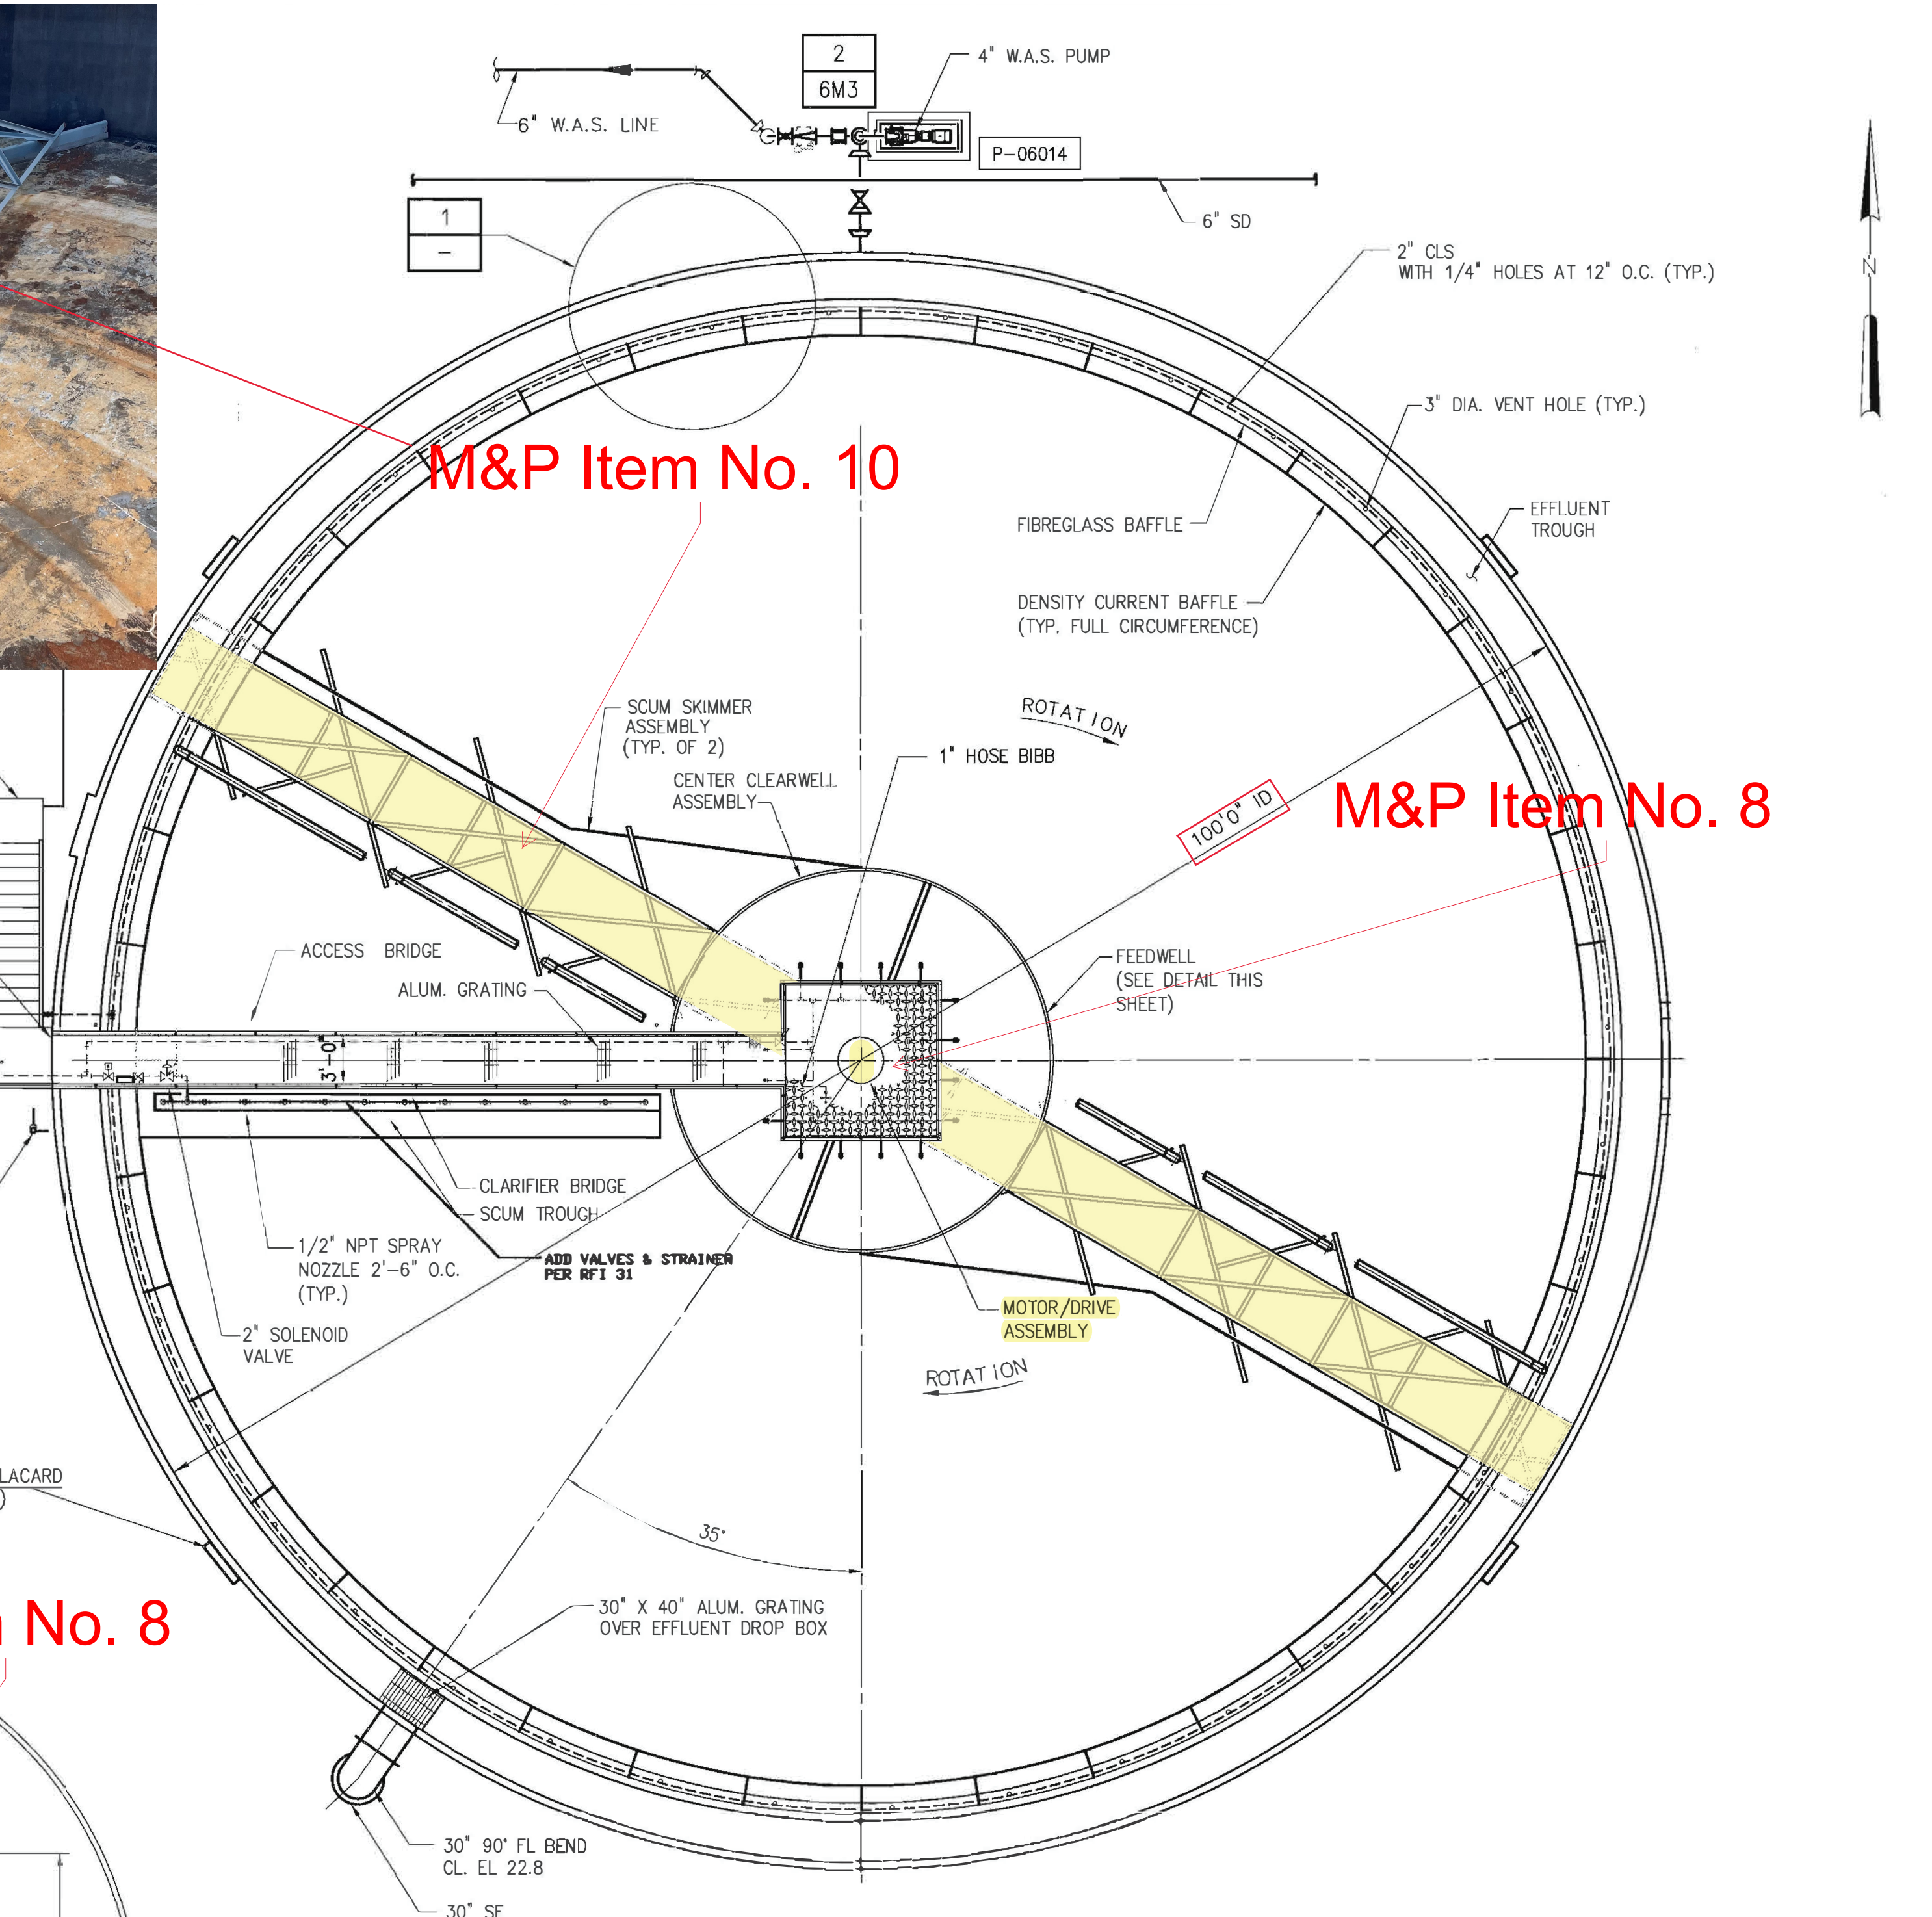 2
6M3
4" W.A.S. PUMP
6" W.A.S. LINE
P-06014
6" SD
1
-
2" CLS
WITH 1/4" HOLES AT 12" O.C. (TYP.)
N
3" DIA. VENT HOLE (TYP.)
M&P Item No. 10
FIBREGLASS BAFFLE
EFFLUENT
TROUGH
DENSITY CURRENT BAFFLE
(TYP. FULL CIRCUMFERENCE)
SCUM SKIMMER
ASSEMBLY
(TYP. OF 2)
ROTATION
1" HOSE BIBB
CENTER CLEARWELL
ASSEMBLY
100'0" ID
M&P Item No. 8
ACCESS BRIDGE
ALUM. GRATING
FEEDWELL
(SEE DETAIL THIS
SHEET)
3'-0"
CLARIFIER BRIDGE
SCUM TROUGH
1/2" NPT SPRAY
NOZZLE 2'-6" O.C.
(TYP.)
ADD VALVES & STRAINER
PER RFI 31
MOTOR/DRIVE
ASSEMBLY
2" SOLENOID
VALVE
ROTATION
LACARD
)
35°
30" X 40" ALUM. GRATING
OVER EFFLUENT DROP BOX
No. 8
30" 90° FL BEND
CL. EL 22.8
30" SE